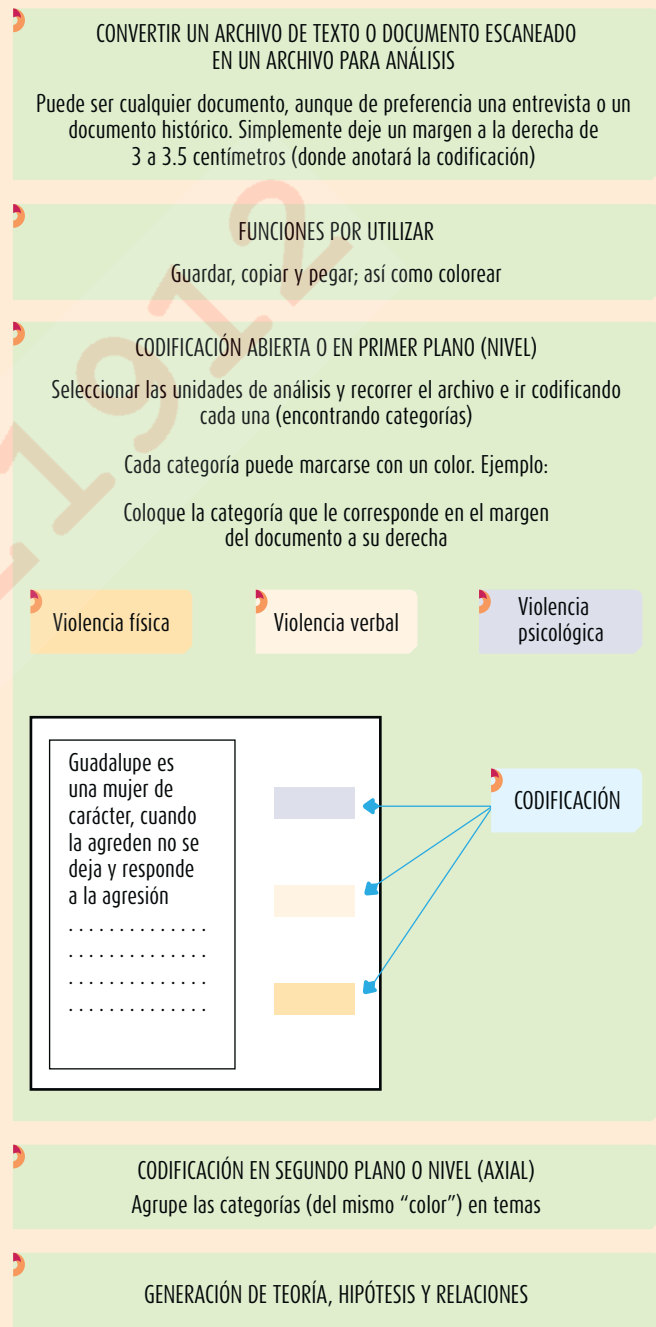 CONVERTIR UN ARCHIVO DE TEXTO O DOCUMENTO ESCANEADO
EN UN ARCHIVO PARA ANÁLISIS
Puede ser cualquier documento, aunque de preferencia una entrevista o un
documento histórico. Simplemente deje un margen a la derecha de
3 a 3.5 centímetros (donde anotará la codificación)
FUNCIONES POR UTILIZAR
Guardar, copiar y pegar; así como colorear
CODIFICACIÓN ABIERTA O EN PRIMER PLANO (NIVEL)
Seleccionar las unidades de análisis y recorrer el archivo e ir codificando
cada una (encontrando categorías)
Cada categoría puede marcarse con un color. Ejemplo:
Coloque la categoría que le corresponde en el margen
del documento a su derecha
Violencia física
Violencia verbal
Violencia
psicológica
Guadalupe es
una mujer de
carácter, cuando
la agreden no se
deja y responde
a la agresión
. . . . . . . . . . . . . .
. . . . . . . . . . . . . .
. . . . . . . . . . . . . .
. . . . . . . . . . . . . .
CODIFICACIÓN
CODIFICACIÓN EN SEGUNDO PLANO O NIVEL (AXIAL)
Agrupe las categorías (del mismo “color”) en temas
GENERACIÓN DE TEORÍA, HIPÓTESIS Y RELACIONES